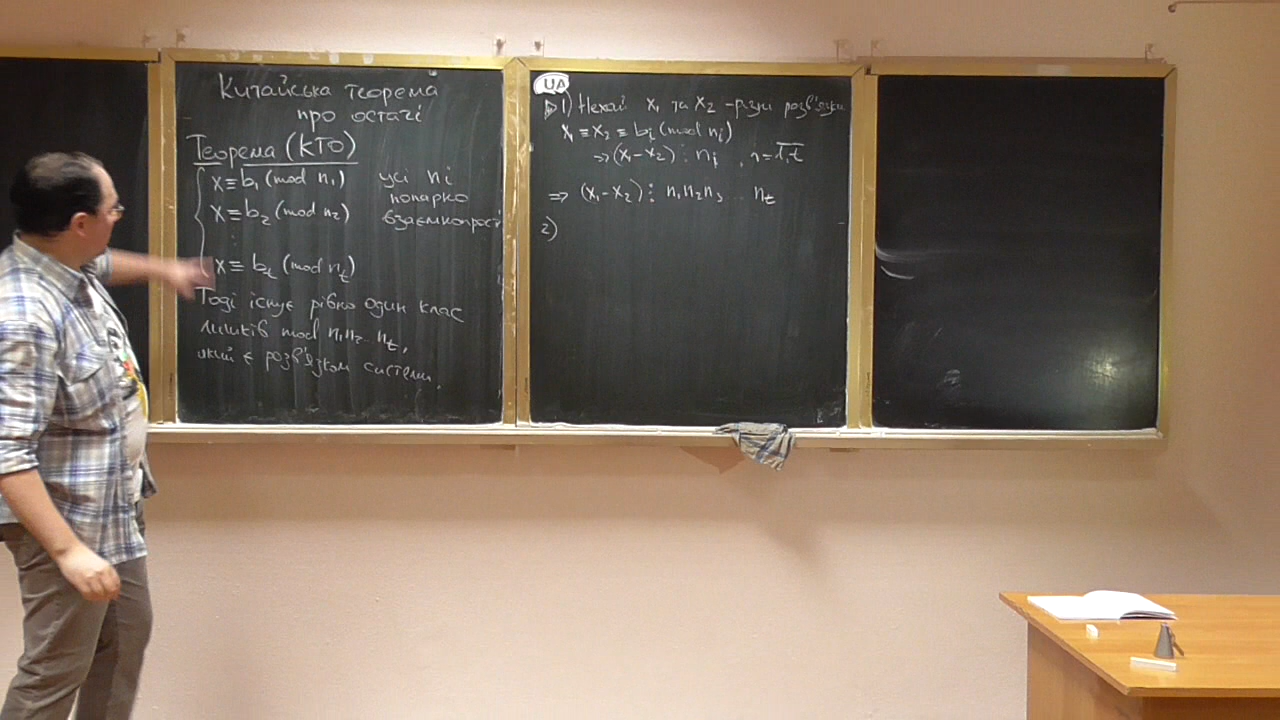 Китайська теорема
про остачі
Теорема (КТО)
x ≡ b₁ (mod n₁) усі nᵢ
попарно
x ≡ b₂ (mod n₂) взаємнопрості
⋮
x ≡ bₜ (mod nₜ)
Тоді існує рівно один клас
лишків mod n₁n₂...nₜ,
який є розв'язком системи.
UA
▷ 1) Нехай x₁ та x₂ - різні розв'язки
x₁ ≡ x₂ ≡ bᵢ (mod nᵢ)
⇒ (x₁-x₂) ⋮ nᵢ , = 1,t
⇒ (x₁-x₂) ⋮ n₁n₂n₃ ... nₜ
2)